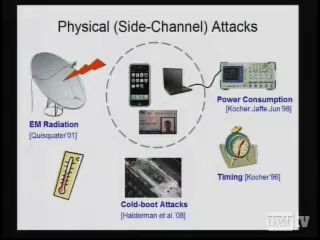 Physical (Side-Channel) Attacks
Power Consumption
[Kocher,Jaffe,Jun'98]
EM Radiation
[Quisquater'01]
Timing [Kocher'96]
Cold-boot Attacks
[Halderman et al. '08]
UWtv